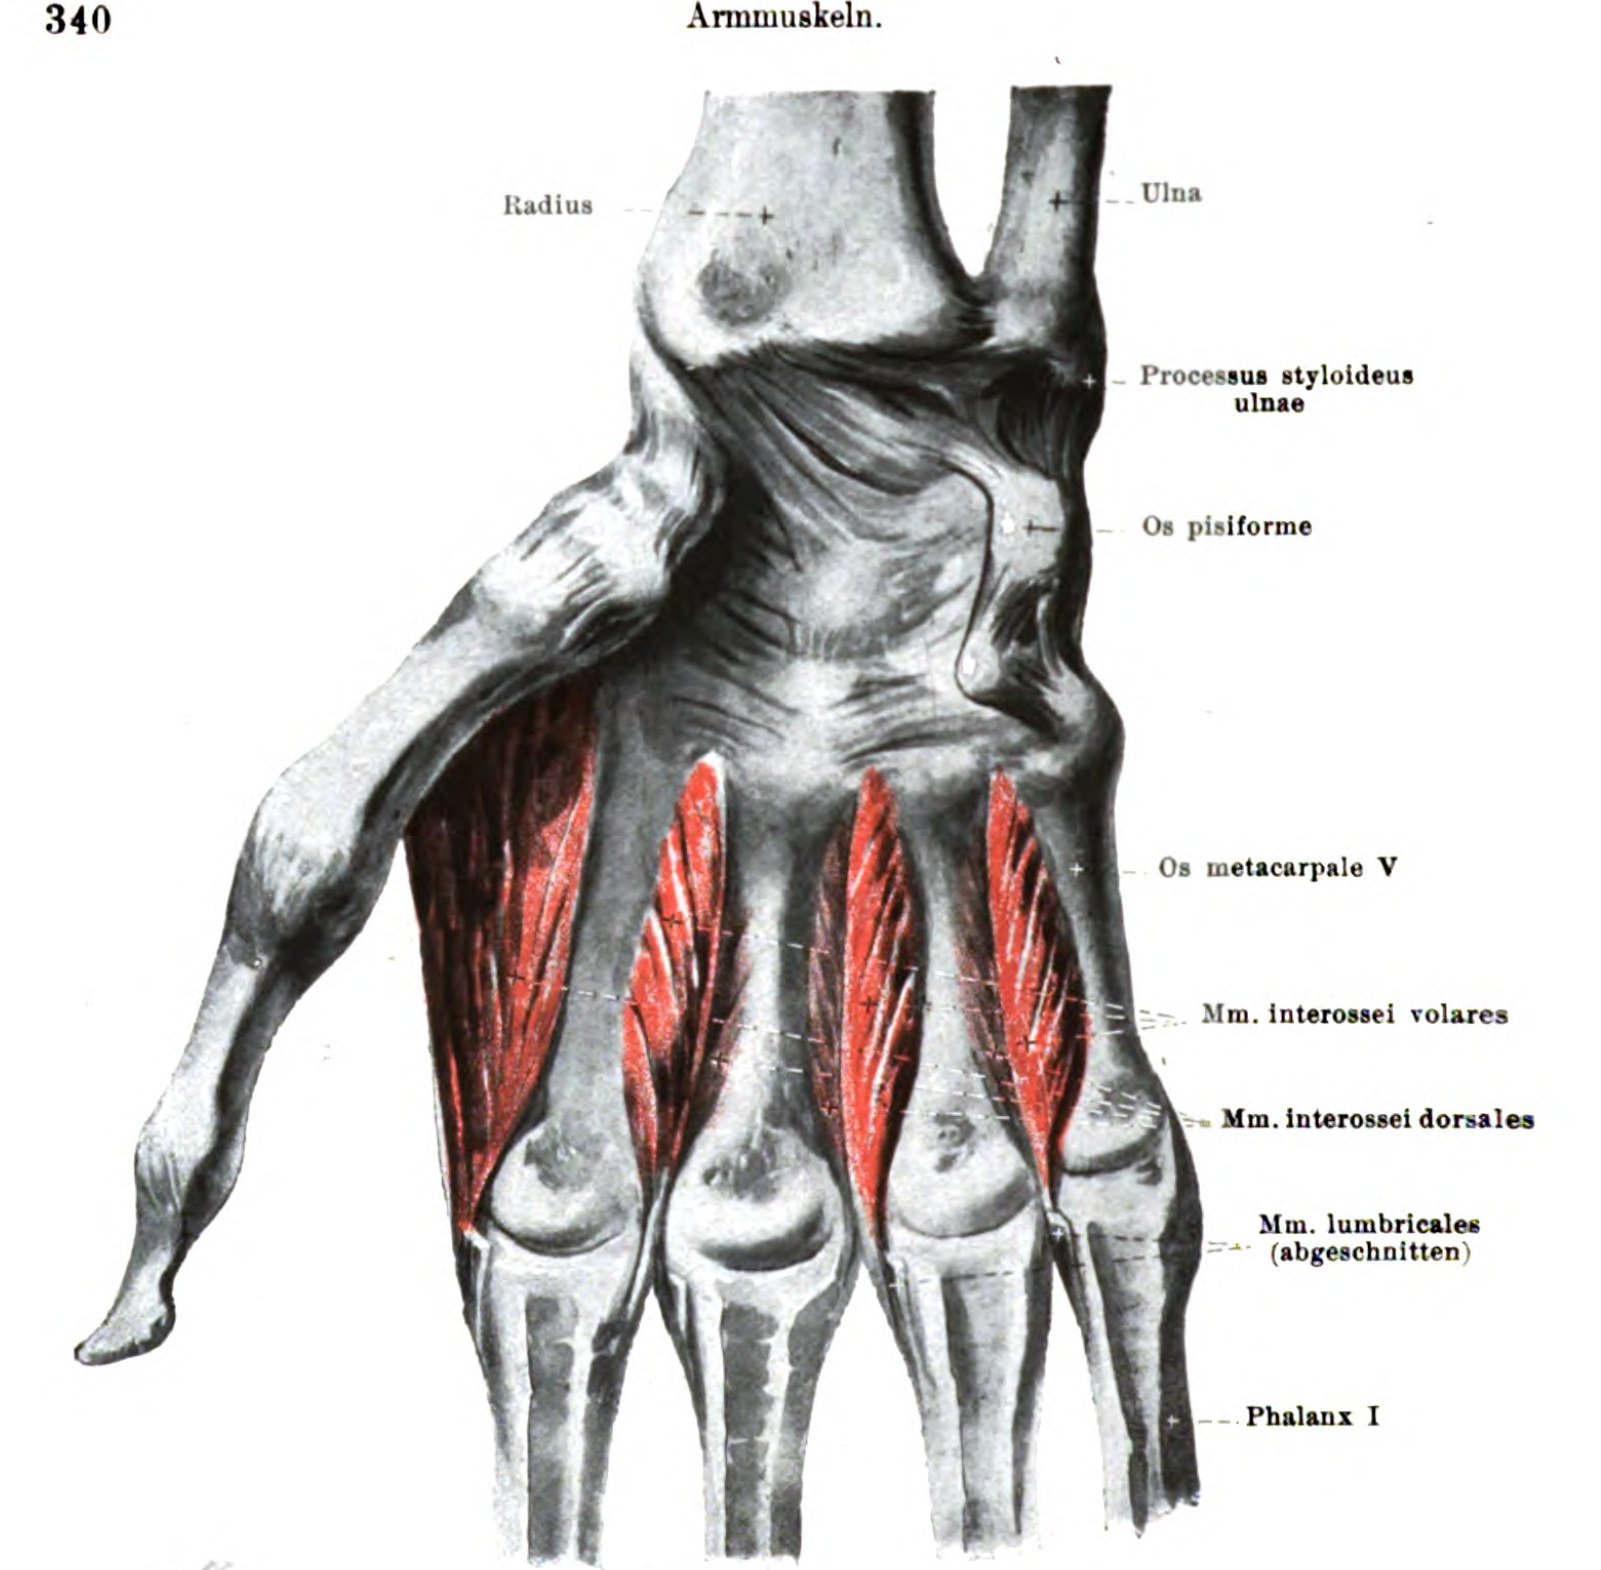 340
Armmuskeln.
Radius
Ulna
Processus styloideus
ulnae
Os pisiforme
Os metacarpale V
Mm. interossei volares
Mm. interossei dorsales
Mm. lumbricales
(abgeschnitten)
Phalanx I